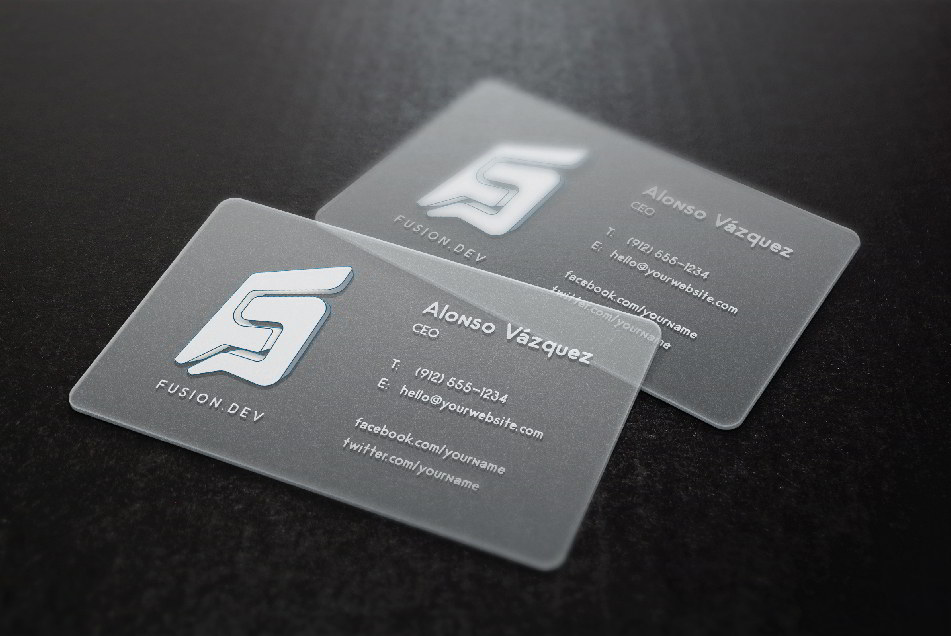 FUSION.DEV
Alonso Vázquez
CEO
T: (912) 555-1234
E: hello@yourwebsite.com
facebook.com/yourname
twitter.com/yourname
FUSION.DEV
Alonso Vázquez
CEO
T: (912) 555-1234
E: hello@yourwebsite.com
facebook.com/yourname
twitter.com/yourname